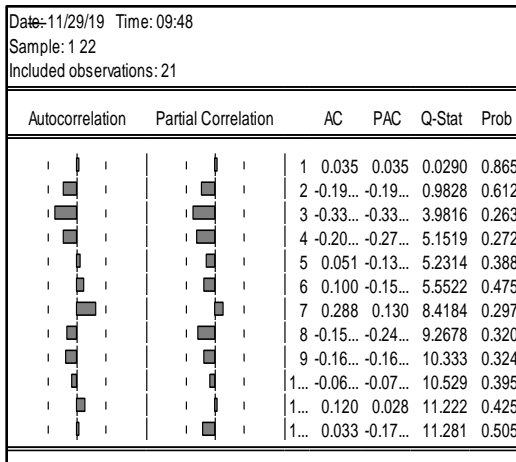 Date: 11/29/19 Time: 09:48
Sample: 1 22
Included observations: 21
Autocorrelation Partial Correlation AC PAC Q-Stat Prob
1 0.035 0.035 0.0290 0.865
2 -0.19... -0.19... 0.9828 0.612
3 -0.33... -0.33... 3.9816 0.263
4 -0.20... -0.27... 5.1519 0.272
5 0.051 -0.13... 5.2314 0.388
6 0.100 -0.15... 5.5522 0.475
7 0.288 0.130 8.4184 0.297
8 -0.15... -0.24... 9.2678 0.320
9 -0.16... -0.16... 10.333 0.324
1... -0.06... -0.07... 10.529 0.395
1... 0.120 0.028 11.222 0.425
1... 0.033 -0.17... 11.281 0.505